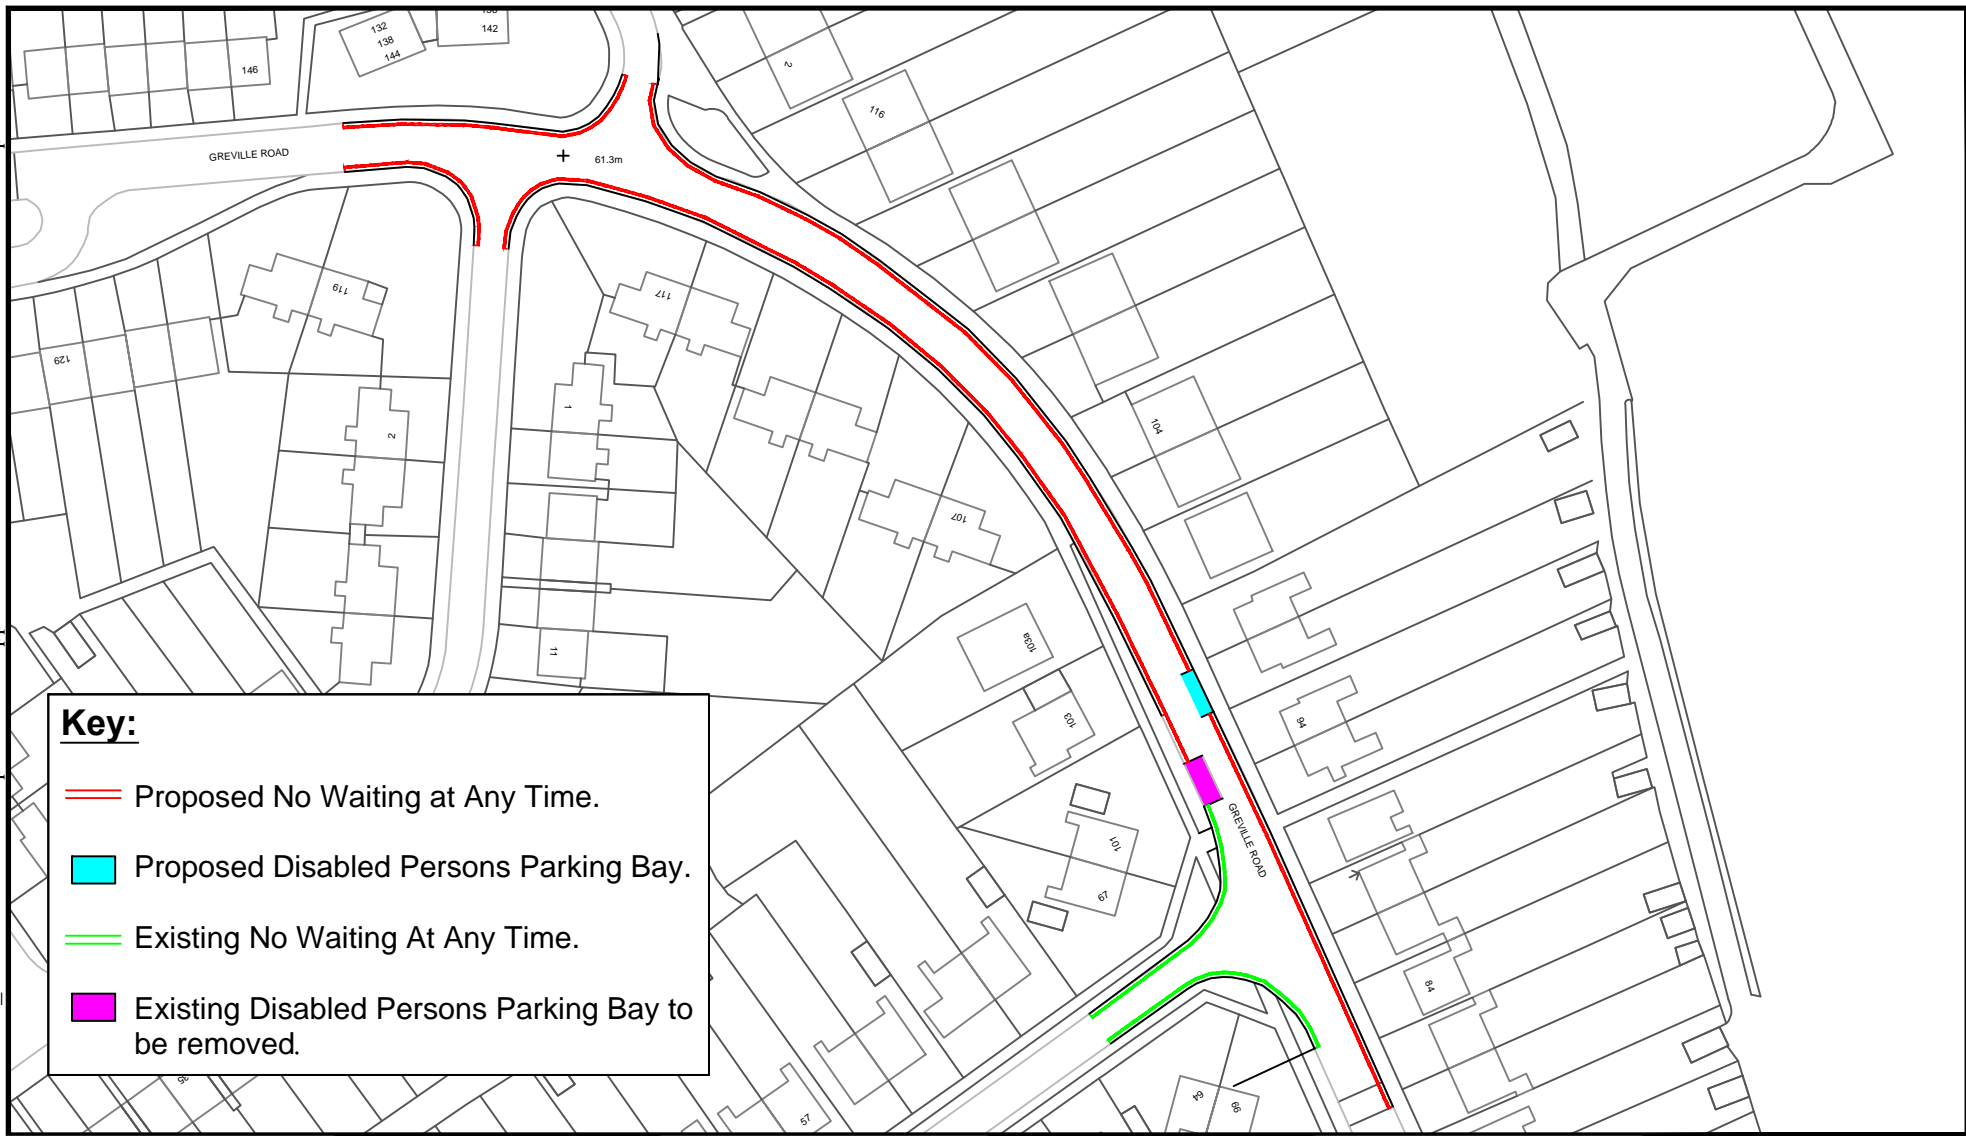 132
138
144
142
146
2
116
GREVILLE ROAD
61.3m
119
117
129
1
2
104
107
103a
11
103
94
Key:
Proposed No Waiting at Any Time.
Proposed Disabled Persons Parking Bay.
Existing No Waiting At Any Time.
Existing Disabled Persons Parking Bay to
be removed.
GREVILLE ROAD
101
84
57
66